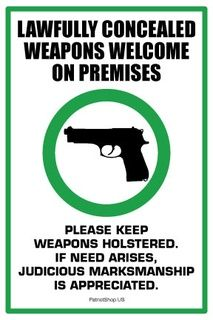 LAWFULLY CONCEALED
WEAPONS WELCOME
ON PREMISES
PLEASE KEEP
WEAPONS HOLSTERED.
IF NEED ARISES,
JUDICIOUS MARKSMANSHIP
IS APPRECIATED.
PatriotShop.US